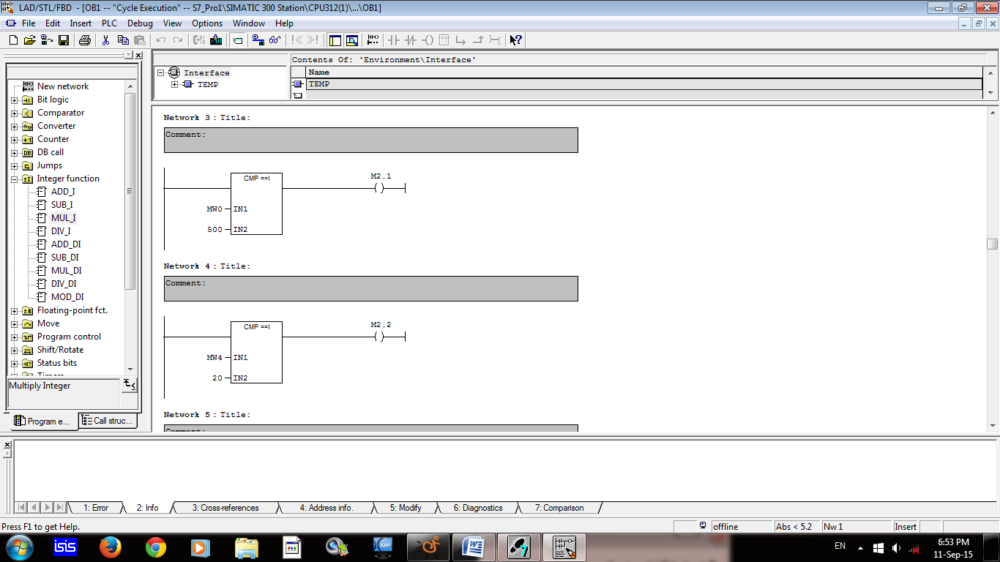 LAD/STL/FBD - [OB1 -- "Cycle Execution" -- S7_Pro1\SIMATIC 300 Station\CPU312(1)\...\OB1]
File Edit Insert PLC Debug View Options Window Help
Contents Of: 'Environment\Interface'
Interface
TEMP
Name
TEMP
New network
Bit logic
Comparator
Converter
Counter
DB call
Jumps
Integer function
ADD_I
SUB_I
MUL_I
DIV_I
ADD_DI
SUB_DI
MUL_DI
DIV_DI
MOD_DI
Floating-point fct.
Move
Program control
Shift/Rotate
Status bits
Timers
Multiply Integer
Program e... Call struc...
Network 3 : Title:
Comment:
CMP ==I
M2.1
MW0 IN1
500 IN2
Network 4 : Title:
Comment:
CMP ==I
M2.2
MW4 IN1
20 IN2
Network 5 : Title:
Comment:
1: Error 2: Info 3: Cross-references 4: Address info. 5: Modify 6: Diagnostics 7: Comparison
Press F1 to get Help. offline Abs < 5.2 Nw 1 Insert
isis KMP EN 6:53 PM
11-Sep-15